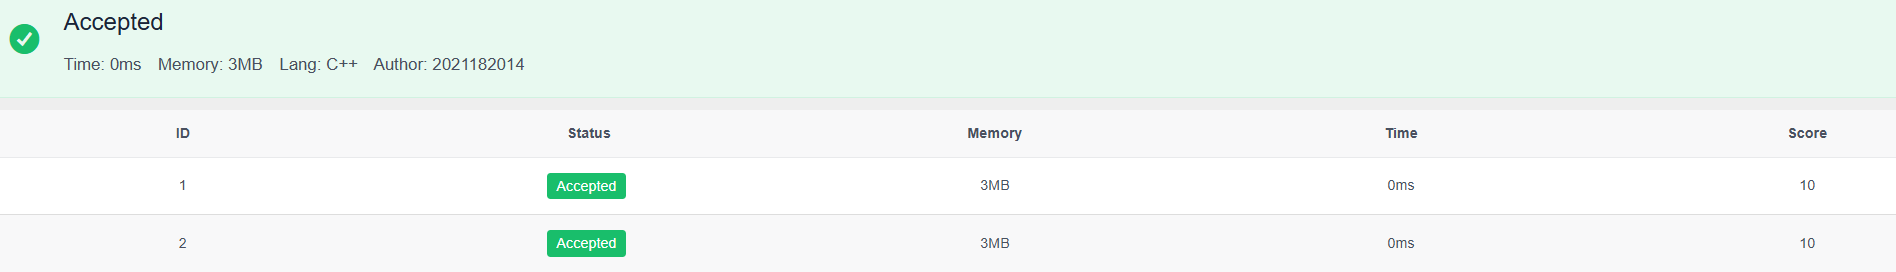 Accepted
Time: 0ms Memory: 3MB Lang: C++ Author: 2021182014
ID Status Memory Time Score
1 Accepted 3MB 0ms 10
2 Accepted 3MB 0ms 10